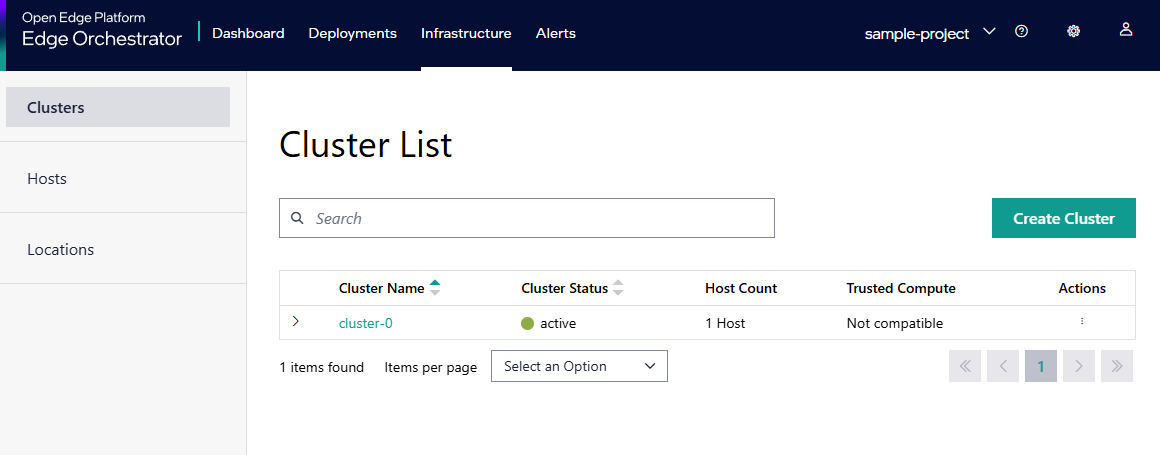 Open Edge Platform
Edge Orchestrator
Dashboard Deployments Infrastructure Alerts sample-project
Clusters
Hosts
Locations
Cluster List
Search
Create Cluster
Cluster Name Cluster Status Host Count Trusted Compute Actions
cluster-0 active 1 Host Not compatible
1 items found Items per page Select an Option 1